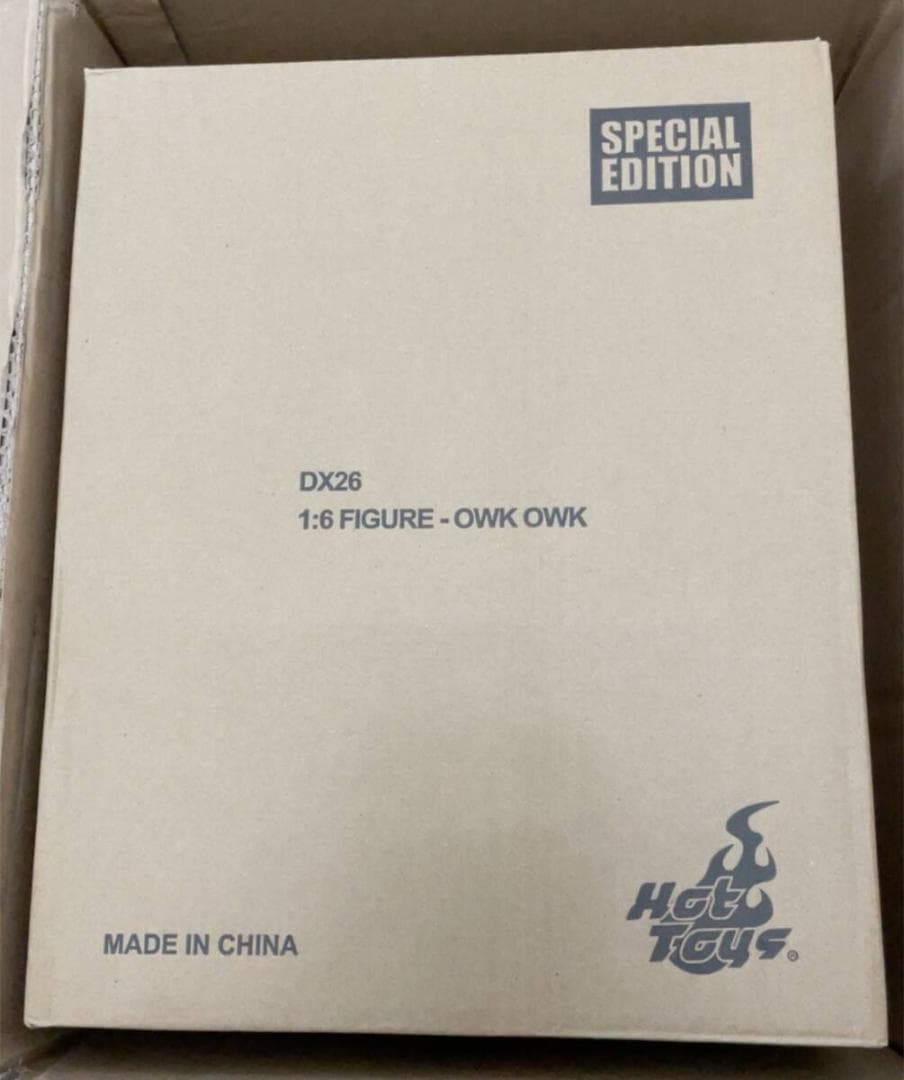 SPECIAL
EDITION
DX26
1:6 FIGURE - OWK OWK
MADE IN CHINA
Hot
Toys®